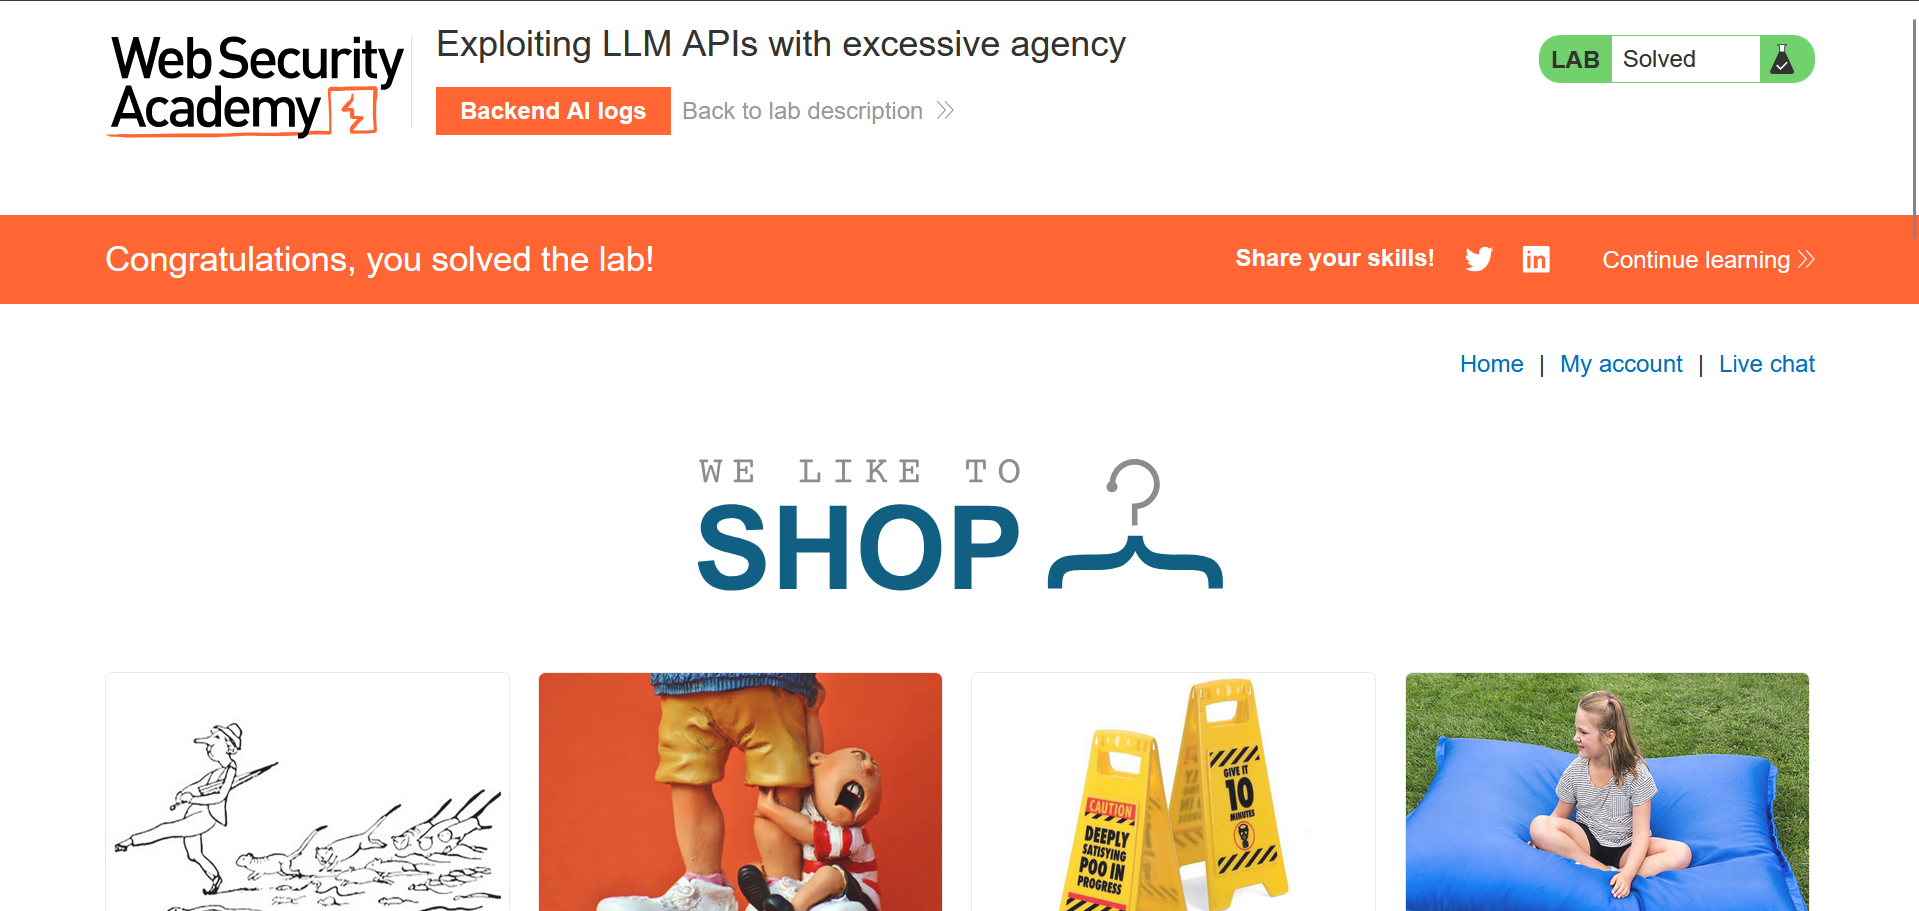 Web Security
Academy
Exploiting LLM APIs with excessive agency
Backend AI logs
Back to lab description
LAB Solved
Congratulations, you solved the lab!
Share your skills!
Continue learning
Home | My account | Live chat
WE LIKE TO
SHOP
CAUTION
DEEPLY
SATISYING
POO IN
PROGRESS
GIVE IT
10
MINUTES